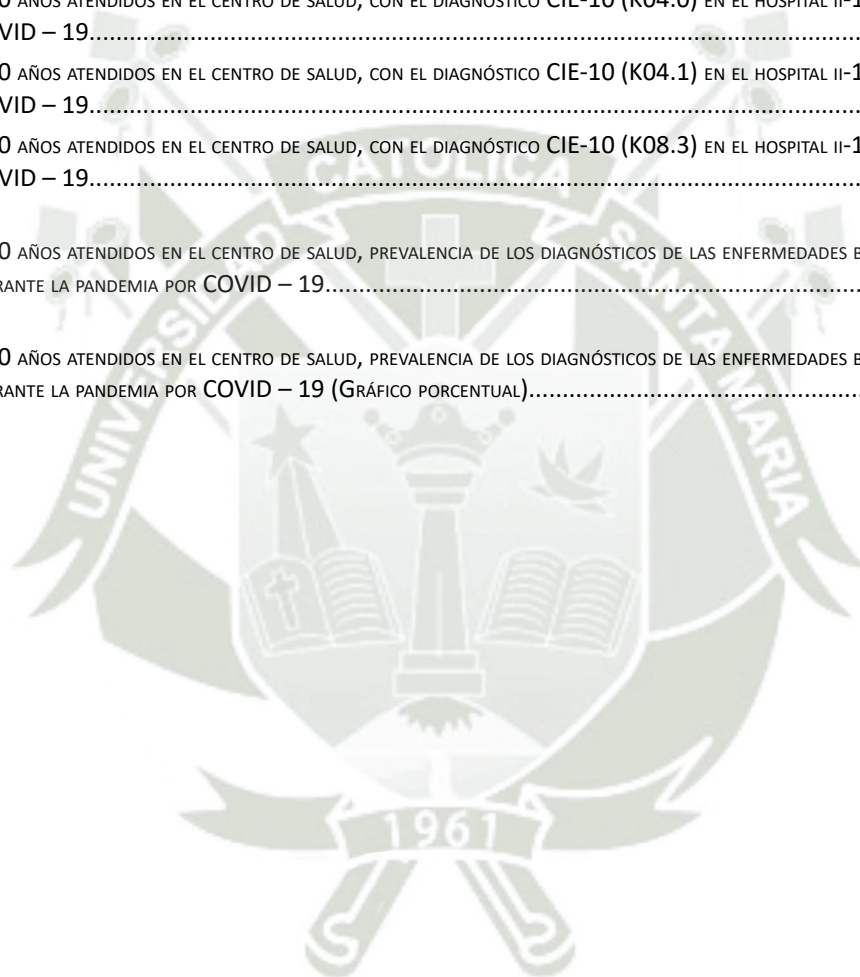 0 AÑOS ATENDIDOS EN EL CENTRO DE SALUD, CON EL DIAGNÓSTICO CIE-10 (K04.0) EN EL HOSPITAL II-1
VID – 19................................................................................
0 AÑOS ATENDIDOS EN EL CENTRO DE SALUD, CON EL DIAGNÓSTICO CIE-10 (K04.1) EN EL HOSPITAL II-1
VID – 19................................................................................
0 AÑOS ATENDIDOS EN EL CENTRO DE SALUD, CON EL DIAGNÓSTICO CIE-10 (K08.3) EN EL HOSPITAL II-1
VID – 19................................................................................
0 AÑOS ATENDIDOS EN EL CENTRO DE SALUD, PREVALENCIA DE LOS DIAGNÓSTICOS DE LAS ENFERMEDADES B
RANTE LA PANDEMIA POR COVID – 19................................................................................
0 AÑOS ATENDIDOS EN EL CENTRO DE SALUD, PREVALENCIA DE LOS DIAGNÓSTICOS DE LAS ENFERMEDADES B
RANTE LA PANDEMIA POR COVID – 19 (GRÁFICO PORCENTUAL)..................................................
UNIVERSIDAD CATOLICA SANTA MARIA
1961